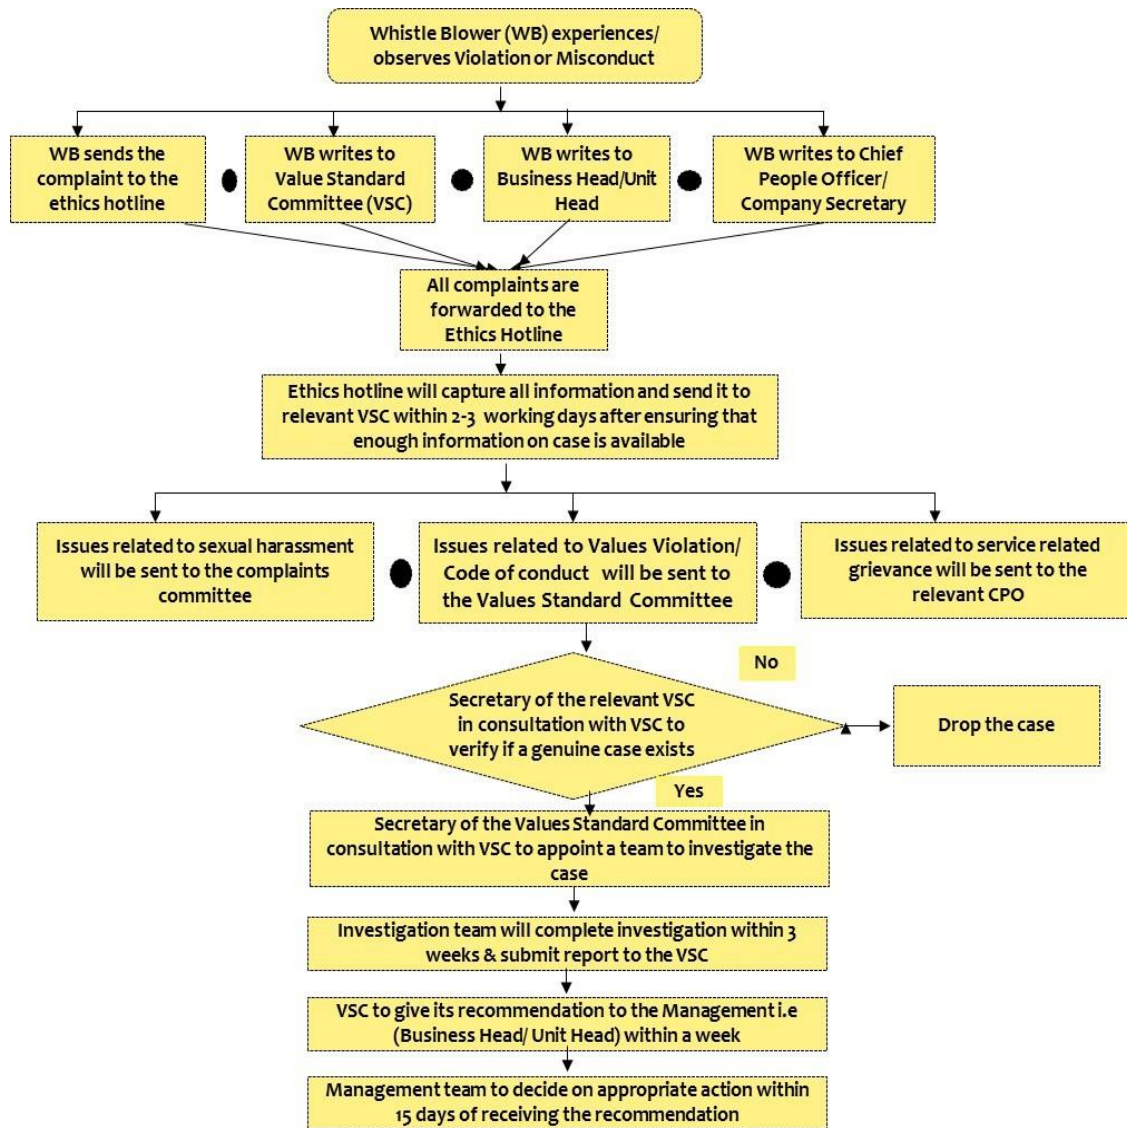 Whistle Blower (WB) experiences/
observes Violation or Misconduct
WB sends the
complaint to the
ethics hotline
WB writes to
Value Standard
Committee (VSC)
WB writes to
Business Head/Unit
Head
WB writes to Chief
People Officer/
Company Secretary
All complaints are
forwarded to the
Ethics Hotline
Ethics hotline will capture all information and send it to
relevant VSC within 2-3 working days after ensuring that
enough information on case is available
Issues related to sexual harassment
will be sent to the complaints
committee
Issues related to Values Violation/
Code of conduct will be sent to
the Values Standard Committee
Issues related to service related
grievance will be sent to the
relevant CPO
No
Secretary of the relevant VSC
in consultation with VSC to
verify if a genuine case exists
Drop the case
Yes
Secretary of the Values Standard Committee in
consultation with VSC to appoint a team to investigate the
case
Investigation team will complete investigation within 3
weeks & submit report to the VSC
VSC to give its recommendation to the Management i.e
(Business Head/ Unit Head) within a week
Management team to decide on appropriate action within
15 days of receiving the recommendation